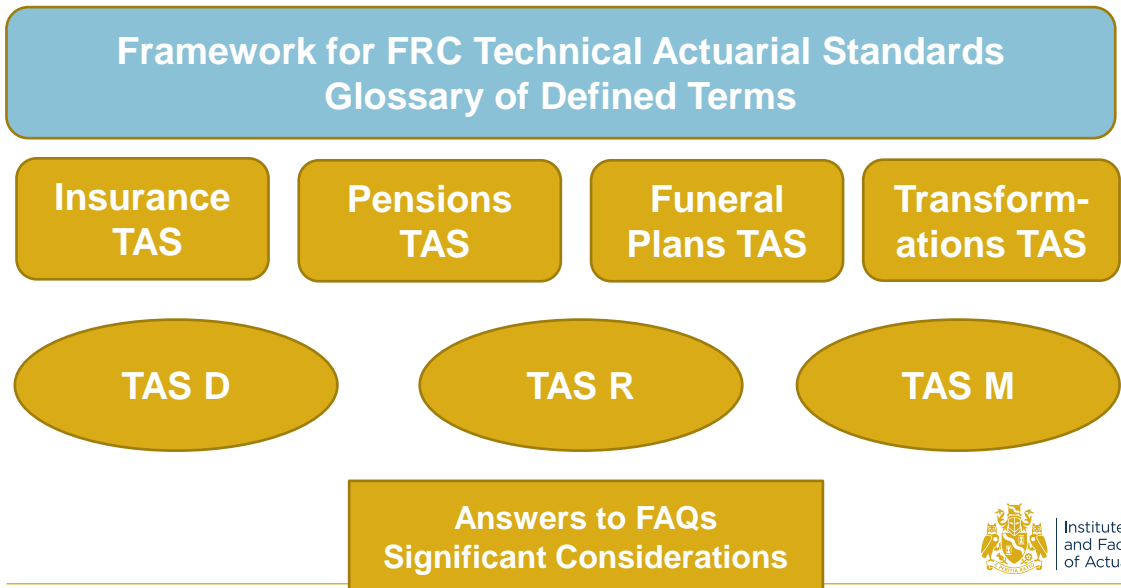 Framework for FRC Technical Actuarial Standards
Glossary of Defined Terms
Insurance
TAS
Pensions
TAS
Funeral
Plans TAS
Transform-
ations TAS
TAS D
TAS R
TAS M
Answers to FAQs
Significant Considerations
Institute
and Fac
of Actua